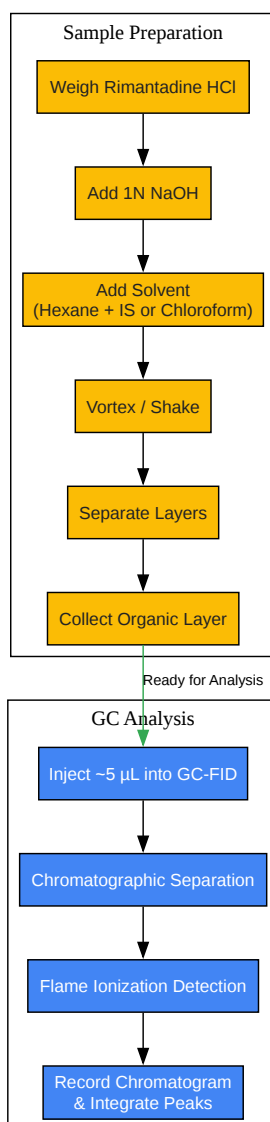 Sample Preparation
Weigh Rimantadine HCl
Add 1N NaOH
Add Solvent
(Hexane + IS or Chloroform)
Vortex / Shake
Separate Layers
Collect Organic Layer
Ready for Analysis
GC Analysis
Inject ~5 µL into GC-FID
Chromatographic Separation
Flame Ionization Detection
Record Chromatogram
& Integrate Peaks